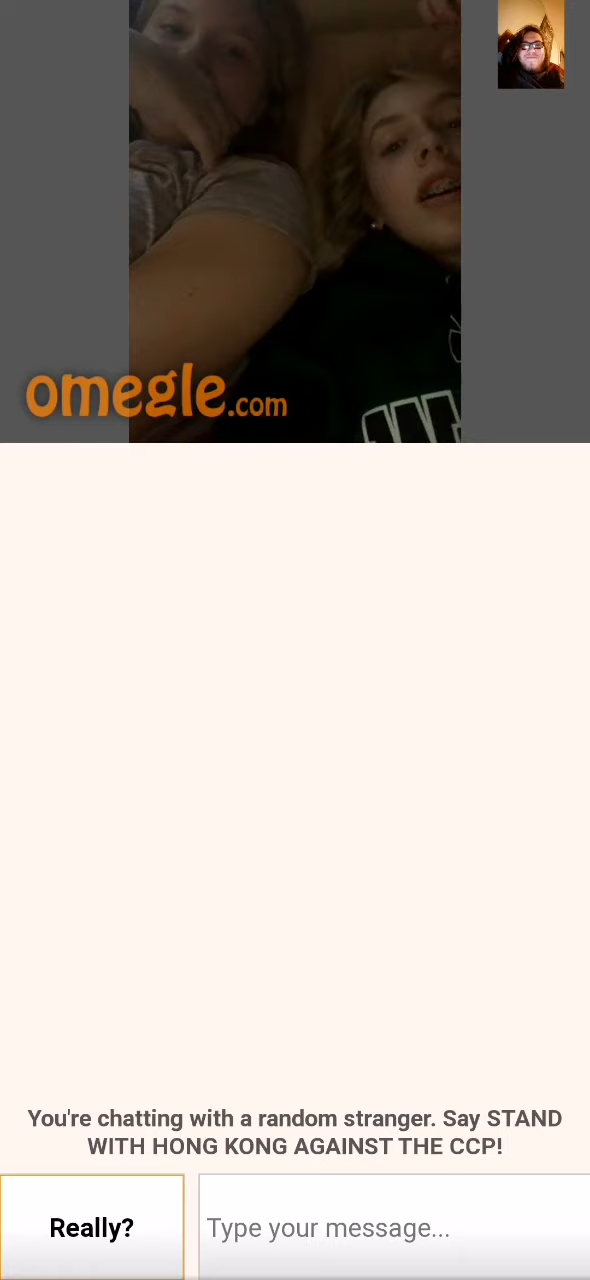 omegle.com
You're chatting with a random stranger. Say STAND
WITH HONG KONG AGAINST THE CCP!
Really?
Type your message...